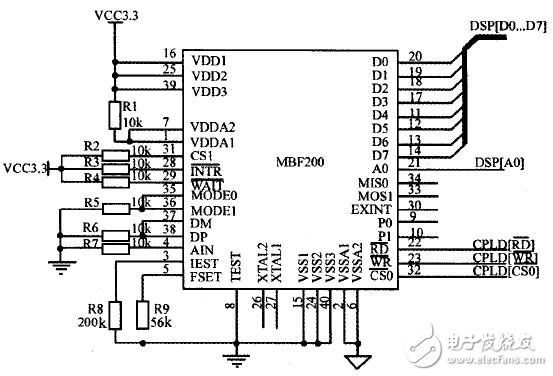 VCC3.3
DSP[D0...D7]
16 VDD1
25 VDD2
39 VDD3
R1
10k
7 VDDA2
1 VDDA1
R2 10k 31 CS1
VCC3.3
R3 10k 28 INTR
R4 10k 29 WAIT
35 MODE0
R5 10k 36 MODE1
37 DM
R6 10k 38 DP
R7 10k 4 AIN
3 IEST
5 FSET
R8
200k
R9
56k
MBF200
D0 20
D1 19
D2 18
D3 17
D4 11
D5 12
D6 13
D7 14
A0 21 DSP[A0]
MIS0 34
MOS1 33
EXINT 30
P0 9
P1 10
RD 22 CPLD[RD]
WR 23 CPLD[WR]
CS0 32 CPLD[CS0]
TEST
XTAL2
XTAL1
VSS1
VSS2
VSS3
VSSA1
VSSA2
8
26
27
15
24
40
2
6
电子发烧友
www.elecfans.com